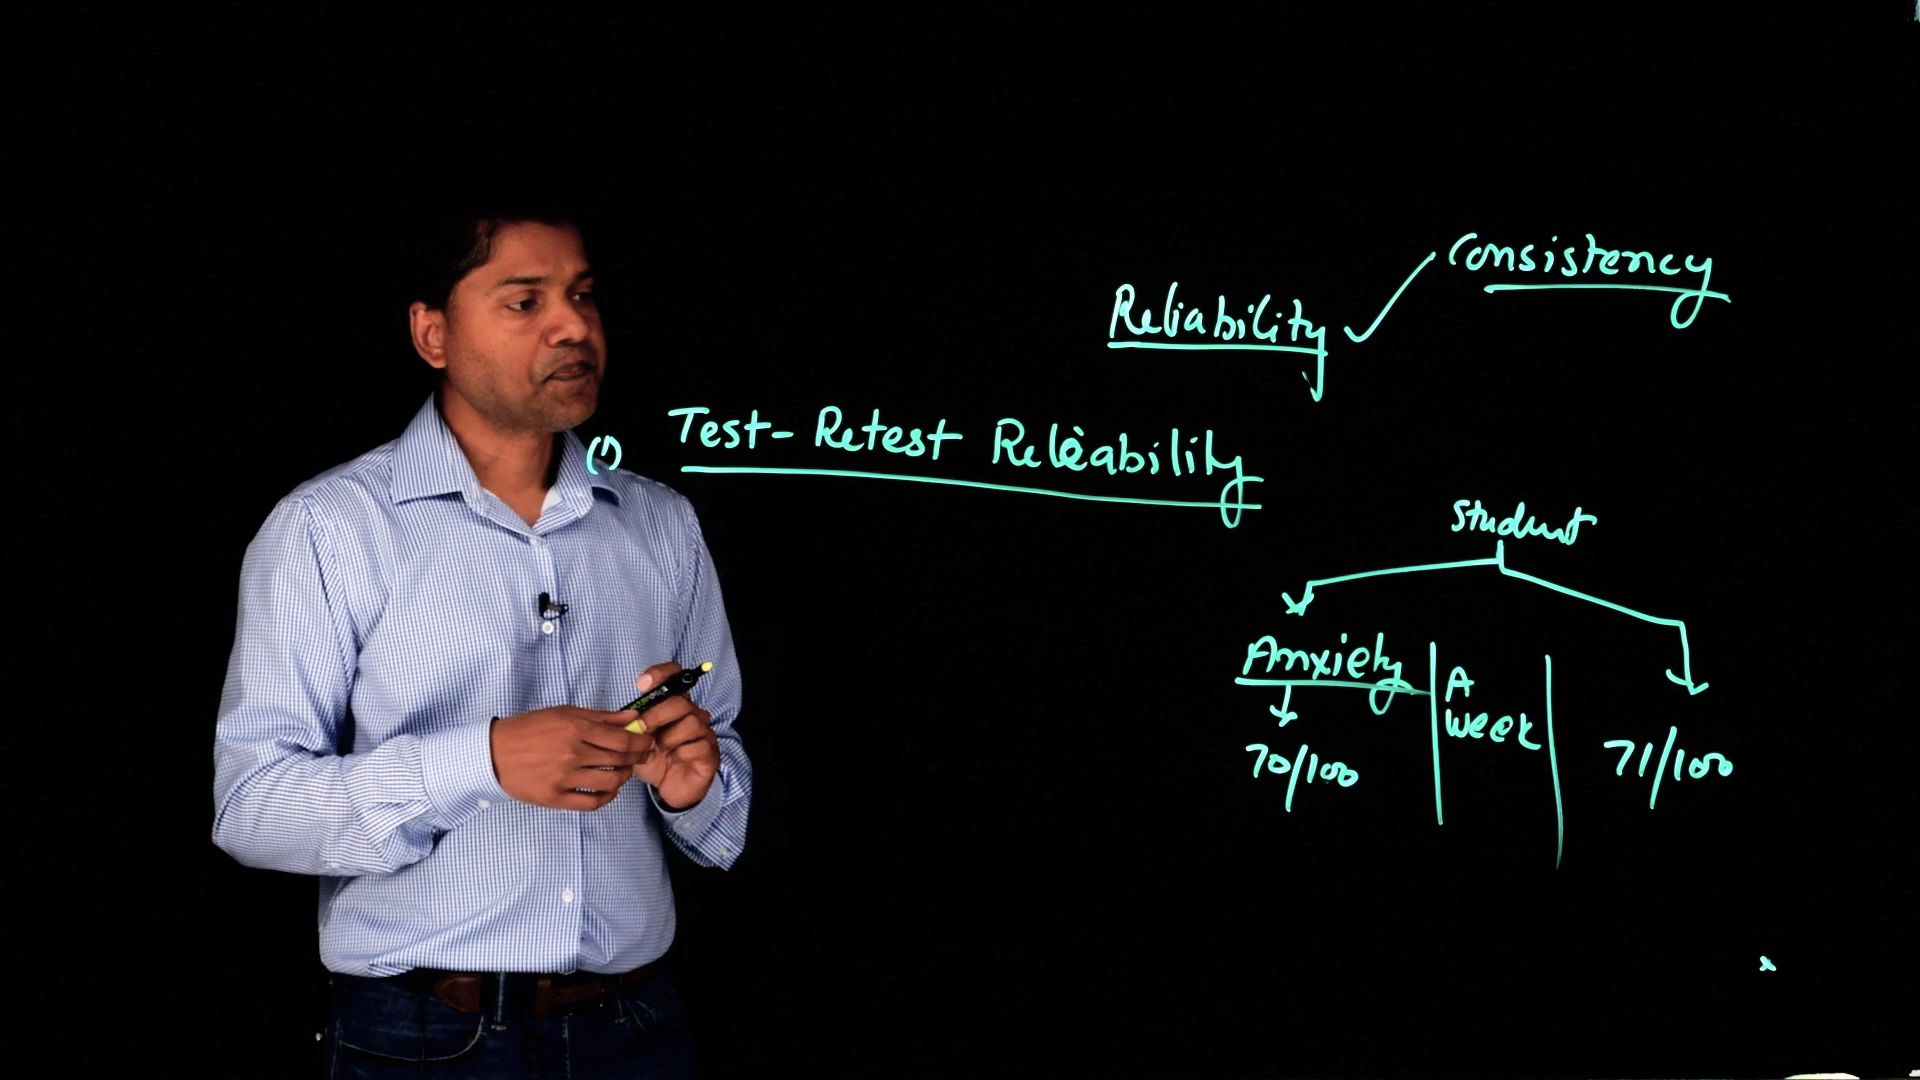 Consistency
Reliability
(1) Test-Retest Reliability
Student
Anxiety
A
week
70/100
71/100